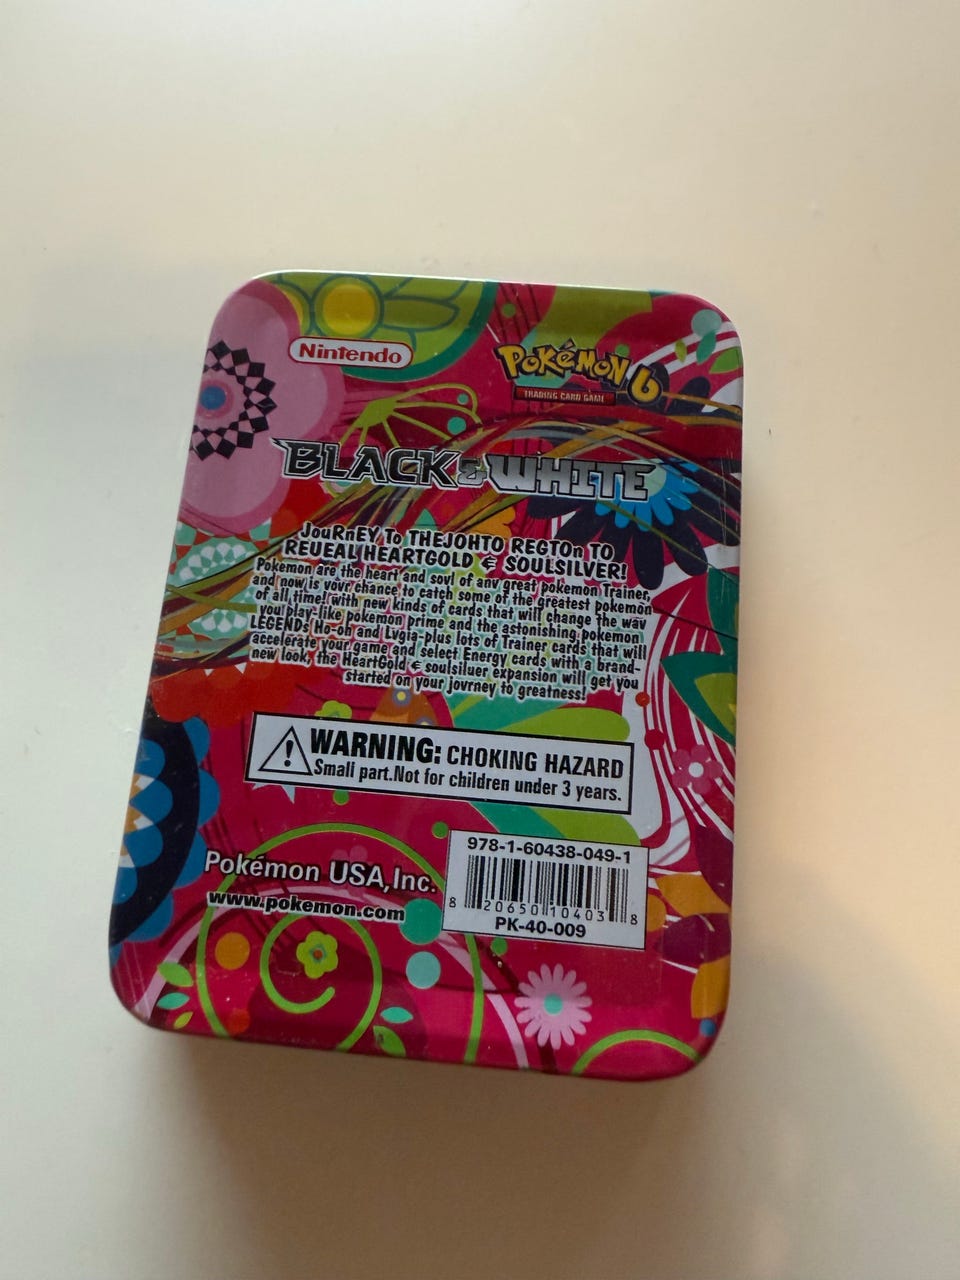 Nintendo
POKéMON 6
TRADING CARD GAME
BLACK & WHITE
JouRnEY To THEJOHTO REGTOn TO
REUEAL HEARTGOLD & SOULSILVER!
Pokemon are the heart and sovl of anv great pokemon Trainer,
and now is vovr chance to catch some of the greatest pokemon
of all time! with new kinds of cards that will change the wav
you play-like pokemon prime and the astonishing pokemon
LEGENDs Ho-oh and Lvgia-plus lots of Trainer cards that will
accelerate your game and select Energy cards with a brand-
new look, the HeartGold & soulsiluer expansion will get you
started on your jovrney to greatness!
WARNING: CHOKING HAZARD
Small part.Not for children under 3 years.
Pokémon USA,Inc.
www.pokemon.com
978-1-60438-049-1
8 20650 10403 8
PK-40-009